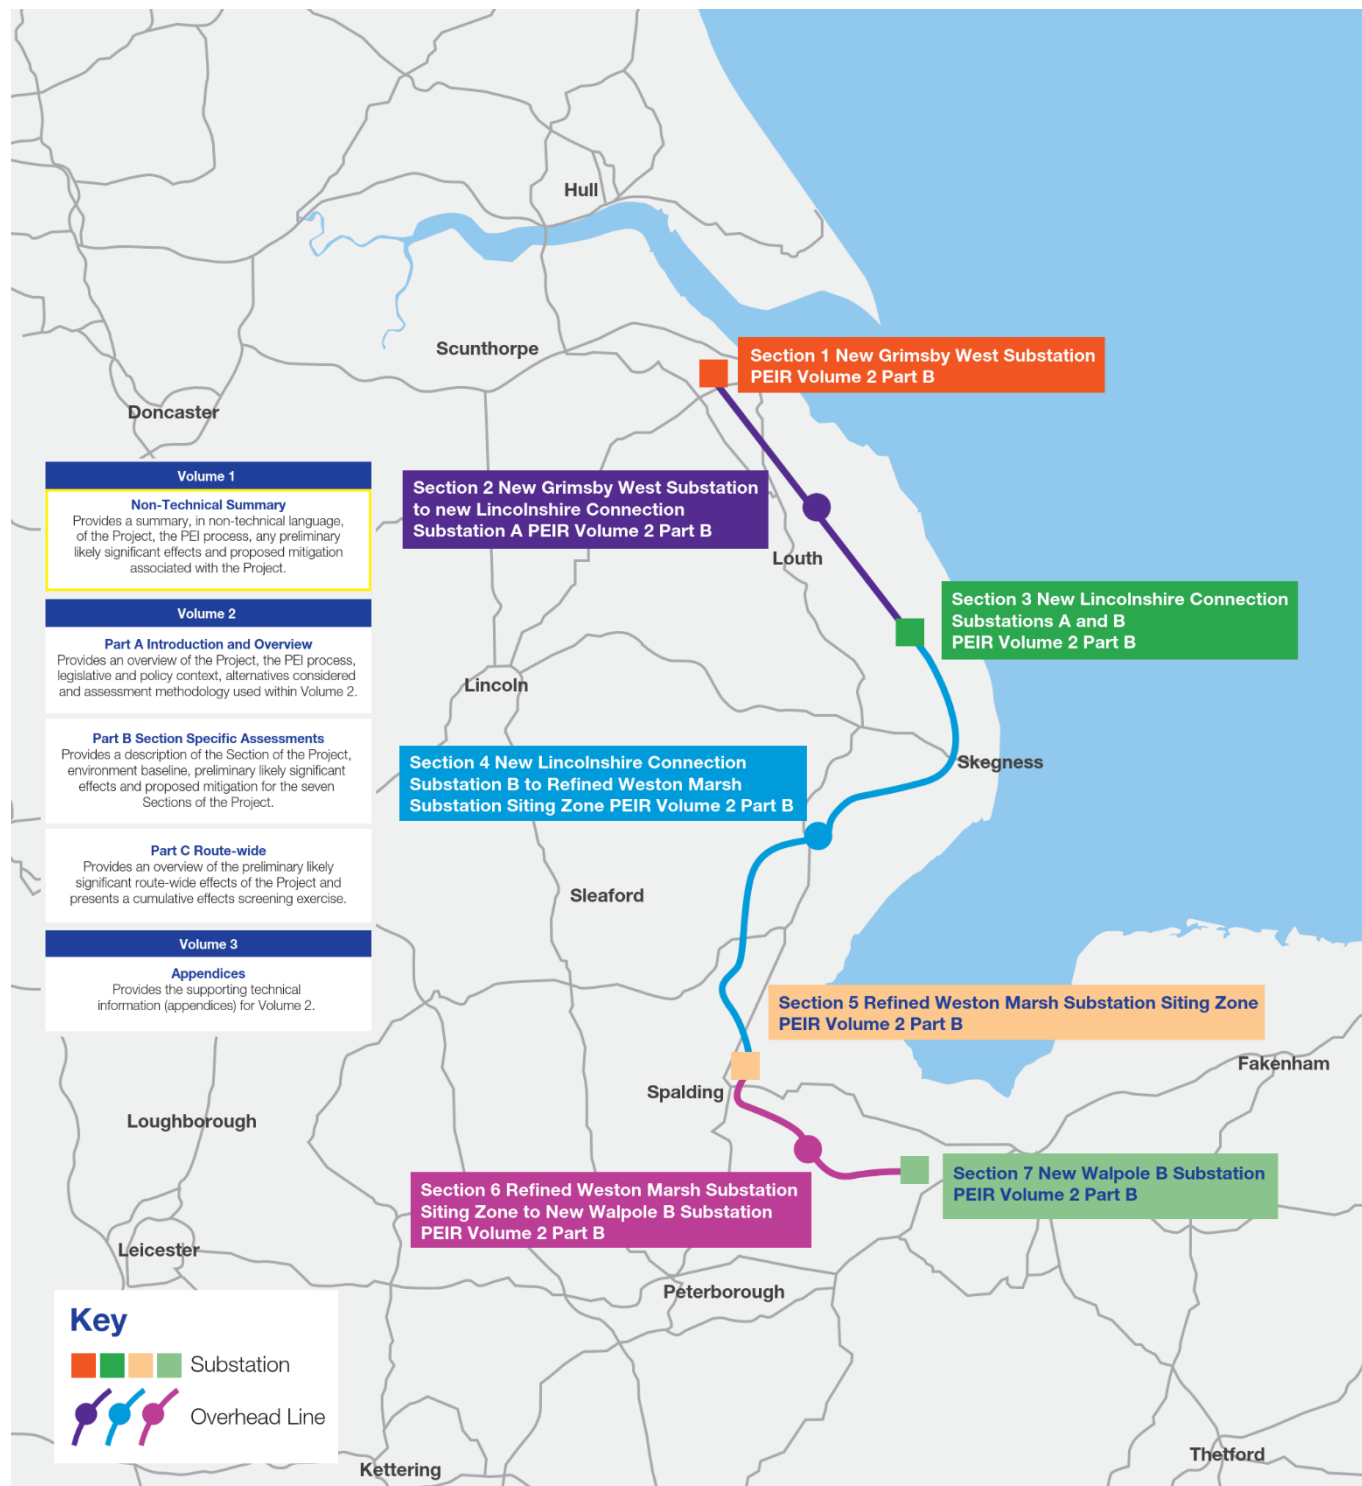 Hull
Scunthorpe
Doncaster
Section 1 New Grimsby West Substation
PEIR Volume 2 Part B
Section 2 New Grimsby West Substation
to new Lincolnshire Connection
Substation A PEIR Volume 2 Part B
Louth
Section 3 New Lincolnshire Connection
Substations A and B
PEIR Volume 2 Part B
Lincoln
Section 4 New Lincolnshire Connection
Substation B to Refined Weston Marsh
Substation Siting Zone PEIR Volume 2 Part B
Skegness
Sleaford
Section 5 Refined Weston Marsh Substation Siting Zone
PEIR Volume 2 Part B
Fakenham
Spalding
Loughborough
Section 6 Refined Weston Marsh Substation
Siting Zone to New Walpole B Substation
PEIR Volume 2 Part B
Section 7 New Walpole B Substation
PEIR Volume 2 Part B
Leicester
Peterborough
Thetford
Kettering
Volume 1
Non-Technical Summary
Provides a summary, in non-technical language,
of the Project, the PEI process, any preliminary
likely significant effects and proposed mitigation
associated with the Project.
Volume 2
Part A Introduction and Overview
Provides an overview of the Project, the PEI process,
legislative and policy context, alternatives considered
and assessment methodology used within Volume 2.
Part B Section Specific Assessments
Provides a description of the Section of the Project,
environment baseline, preliminary likely significant
effects and proposed mitigation for the seven
Sections of the Project.
Part C Route-wide
Provides an overview of the preliminary likely
significant route-wide effects of the Project and
presents a cumulative effects screening exercise.
Volume 3
Appendices
Provides the supporting technical
information (appendices) for Volume 2.
Key
Substation
Overhead Line